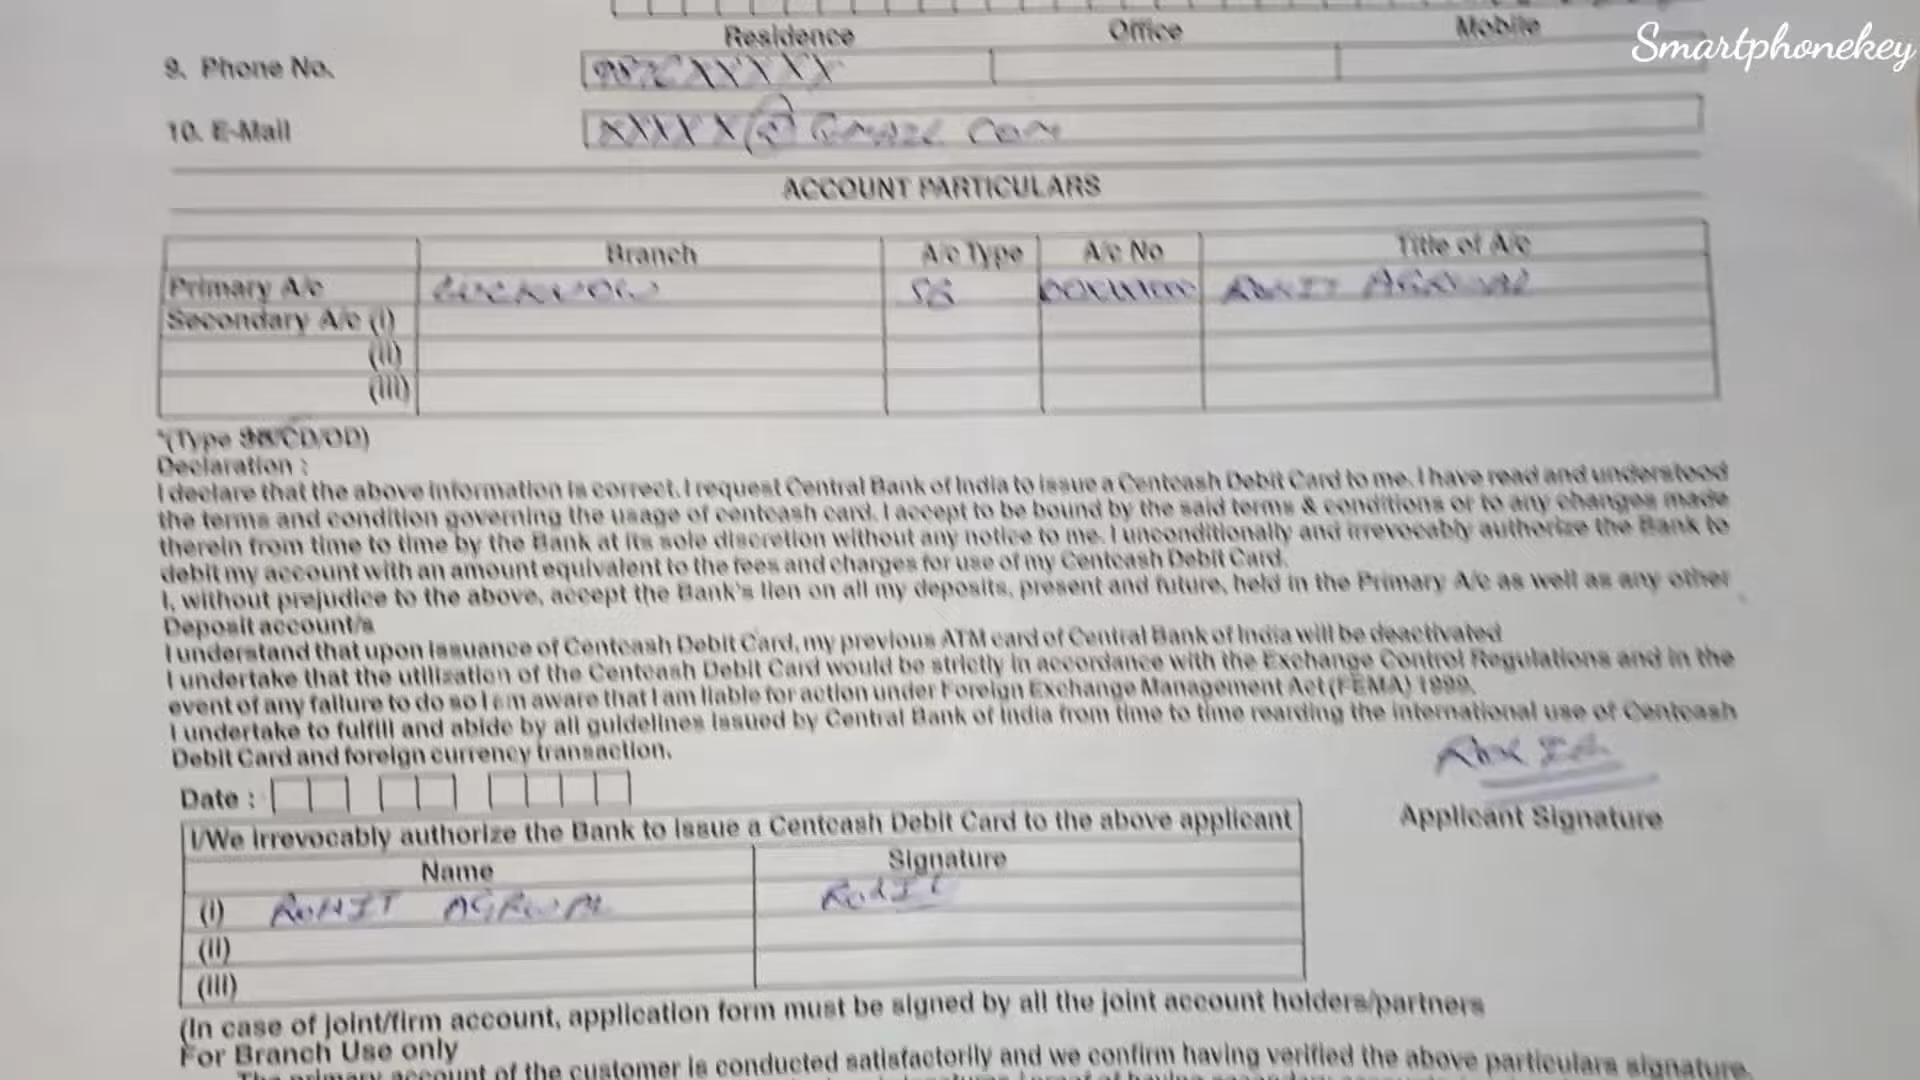 Smartphonekey
Residence Office Mobile
9. Phone No.
10. E-Mail XXXXX@GMAIL COM
ACCOUNT PARTICULARS
Branch A/c Type A/c No Title of A/c
Primary A/c LUCKNOW SB ROHIT AGRWAL
Secondary A/c (i)
(ii)
(iii)
*(Type SB/CD/OD)
Declaration :
I declare that the above information is correct. I request Central Bank of India to issue a Centcash Debit Card to me. I have read and understood
the terms and condition governing the usage of centcash card. I accept to be bound by the said terms & conditions or to any changes made
therein from time to time by the Bank at its sole discretion without any notice to me. I unconditionally and irrevocably authorize the Bank to
debit my account with an amount equivalent to the fees and charges for use of my Centcash Debit Card.
I, without prejudice to the above, accept the Bank's lien on all my deposits, present and future, held in the Primary A/c as well as any other
Deposit account/s
I understand that upon issuance of Centcash Debit Card, my previous ATM card of Central Bank of India will be deactivated
I undertake that the utilization of the Centcash Debit Card would be strictly in accordance with the Exchange Control Regulations and in the
event of any failure to do so I am aware that I am liable for action under Foreign Exchange Management Act (FEMA) 1999.
I undertake to fulfill and abide by all guidelines issued by Central Bank of India from time to time rearding the international use of Centcash
Debit Card and foreign currency transaction.
Rohit
Date :
Applicant Signature
I/We irrevocably authorize the Bank to issue a Centcash Debit Card to the above applicant
Name Signature
(i) ROHIT AGRWAL Rohit
(ii)
(iii)
(In case of joint/firm account, application form must be signed by all the joint account holders/partners
For Branch Use only
The primary account of the customer is conducted satisfactorily and we confirm having verified the above particulars signature.